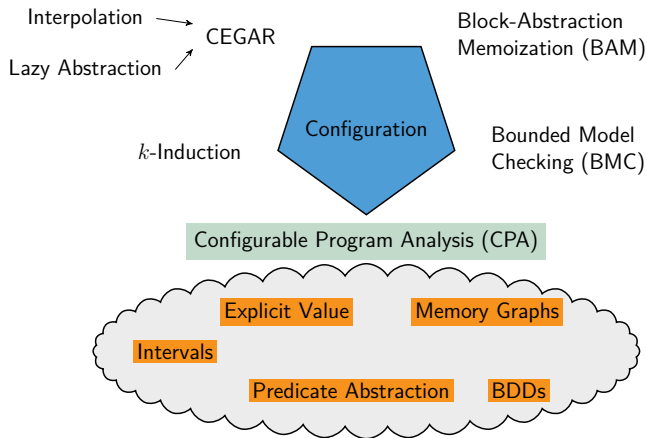 Interpolation
CEGAR
Lazy Abstraction
Block-Abstraction
Memoization (BAM)
Configuration
k-Induction
Bounded Model
Checking (BMC)
Configurable Program Analysis (CPA)
Explicit Value
Memory Graphs
Intervals
Predicate Abstraction
BDDs